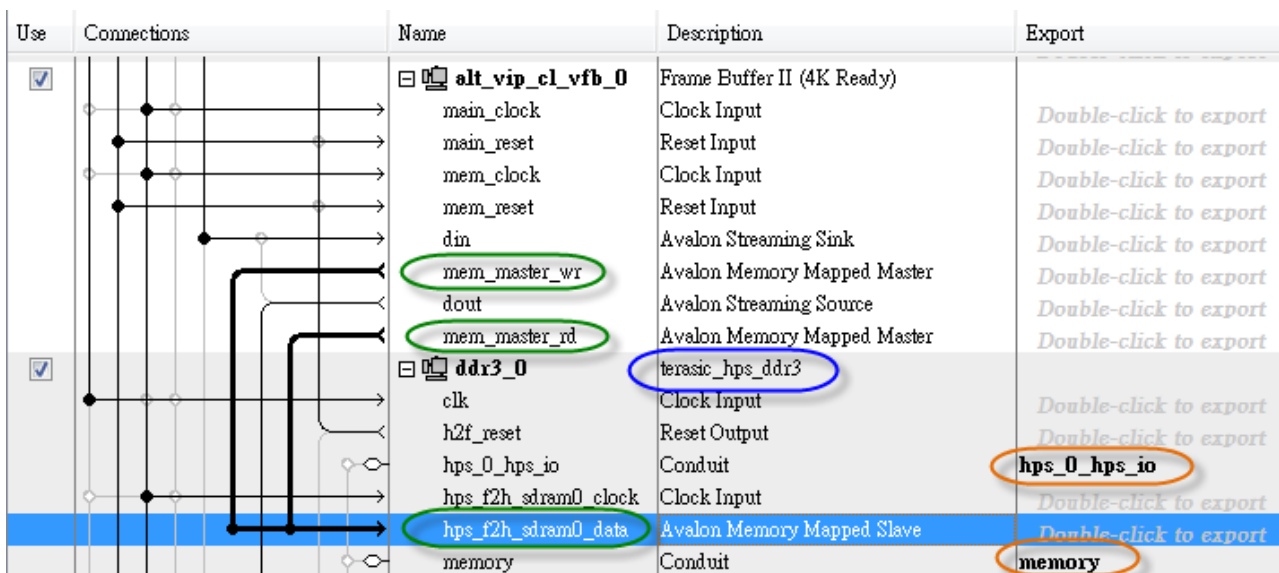 Use Connections Name Description Export
alt_vip_cl_vfb_0 Frame Buffer II (4K Ready)
main_clock Clock Input Double-click to export
main_reset Reset Input Double-click to export
mem_clock Clock Input Double-click to export
mem_reset Reset Input Double-click to export
din Avalon Streaming Sink Double-click to export
mem_master_wr Avalon Memory Mapped Master Double-click to export
dout Avalon Streaming Source Double-click to export
mem_master_rd Avalon Memory Mapped Master Double-click to export
ddr3_0 terasic_hps_ddr3
clk Clock Input Double-click to export
h2f_reset Reset Output Double-click to export
hps_0_hps_io Conduit hps_0_hps_io
hps_f2h_sdram0_clock Clock Input Double-click to export
hps_f2h_sdram0_data Avalon Memory Mapped Slave Double-click to export
memory Conduit memory